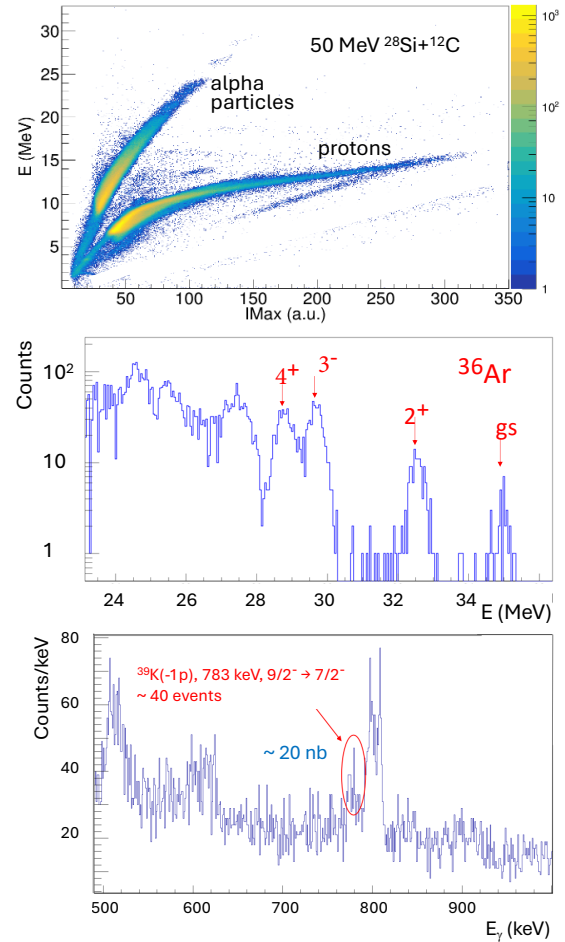 50 MeV ²⁸Si+¹²C
alpha
particles
protons
E (MeV)
30
25
20
15
10
5
50 100 150 200 250 300 350
IMax (a.u.)
10³
10²
10
1
Counts
10²
10
1
4⁺
3⁻
³⁶Ar
2⁺
gs
24 26 28 30 32 34
E (MeV)
Counts/keV
80
60
40
20
³⁹K(-1p), 783 keV, 9/2⁻ → 7/2⁻
~ 40 events
~ 20 nb
500 600 700 800 900
Eᵧ (keV)